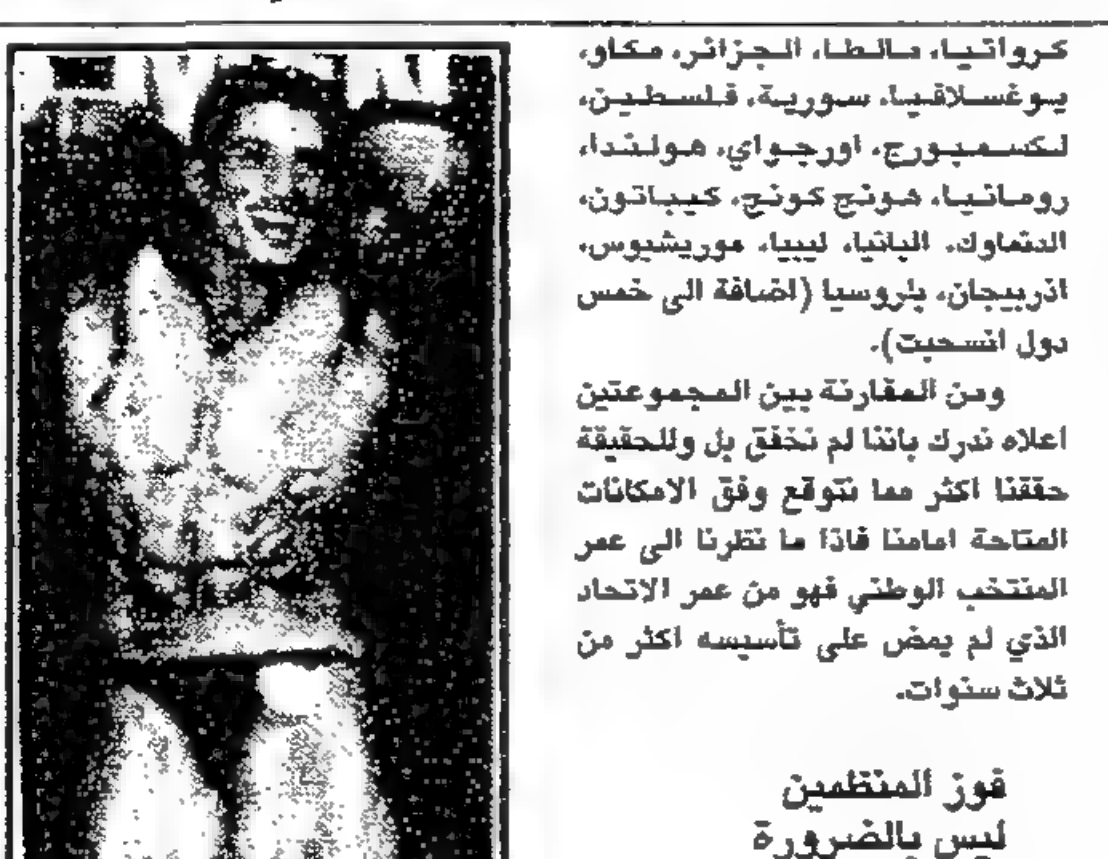 كرواتيا، مالطا، الجزائر، مكاو،
يوغسلاقيا، سورية، فلسطين،
لكسمبورج، اورجواي، هولندا،
رومانيا، هونج كونج، كيباتون،
الدنماوك، البانيا، ليبيا، موريشيوس،
اذربيجان، بلروسيا (اضافة الى خمس
دول انسحبت).
ومن المقارنة بين المجموعتين
اعلاه ندرك باننا لم نخفق بل وللحقيقة
حققنا اكثر مما نتوقع وفق الامكانات
المتاحة امامنا فاذا ما نظرنا الى عمر
المنتخب الوطني فهو من عمر الاتحاد
الذي لم يمض على تأسيسه اكثر من
ثلاث سنوات.
فوز المنظمين
ليس بالضرورة